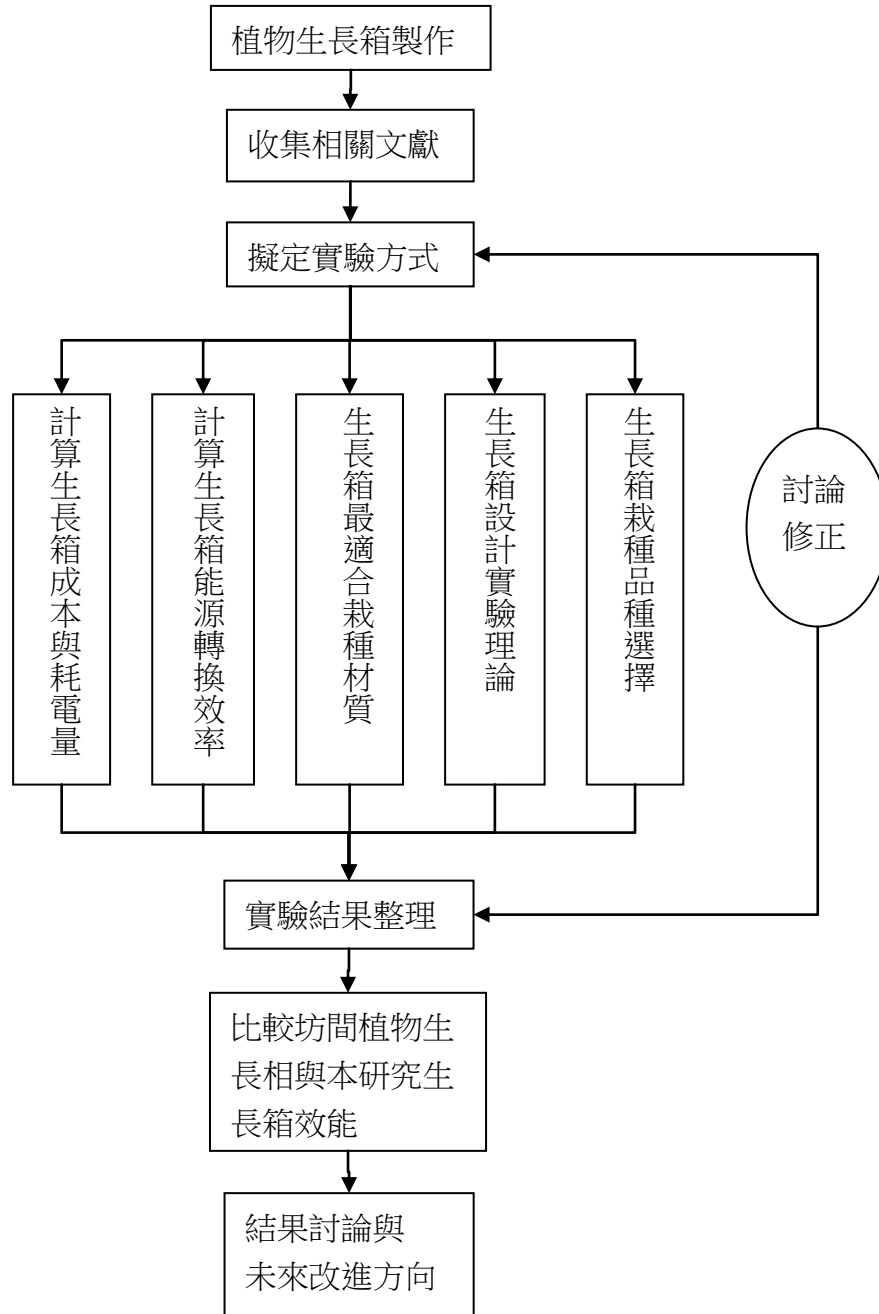 植物生長箱製作
收集相關文獻
擬定實驗方式
計算生長箱成本與耗電量
計算生長箱能源轉換效率
生長箱最適合栽種材質
生長箱設計實驗理論
生長箱栽種品種選擇
討論
修正
實驗結果整理
比較坊間植物生
長相與本研究生
長箱效能
結果討論與
未來改進方向